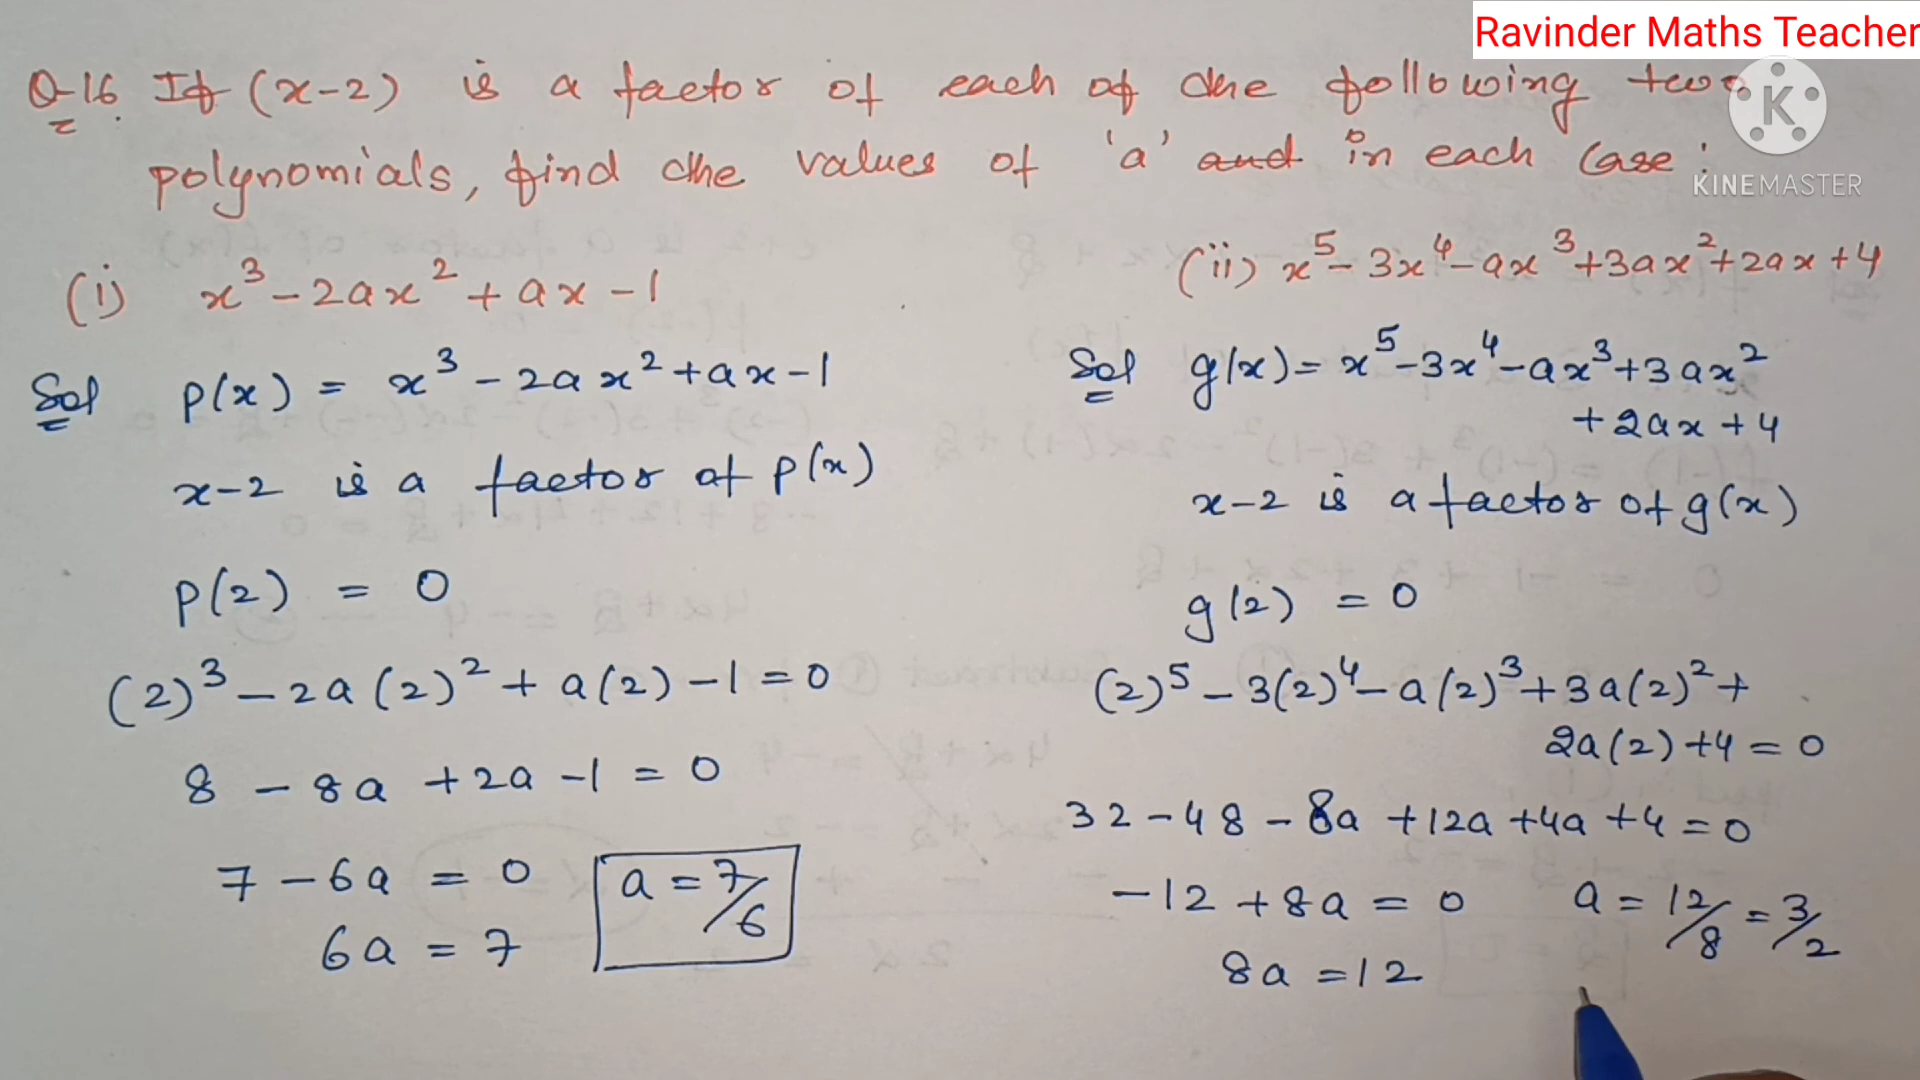 Ravinder Maths Teacher
Q-16. If (x-2) is a factor of each of the following two
polynomials, find the values of 'a' and in each case:
K
KINEMASTER
(i) x³ - 2ax² + ax - 1
(ii) x⁵ - 3x⁴ - ax³ + 3ax² + 2ax + 4
Sol p(x) = x³ - 2ax² + ax - 1
x-2 is a factor of p(x)
p(2) = 0
(2)³ - 2a(2)² + a(2) - 1 = 0
8 - 8a + 2a - 1 = 0
7 - 6a = 0
6a = 7
a = 7/6
Sol g(x) = x⁵ - 3x⁴ - ax³ + 3ax²
+ 2ax + 4
x-2 is a factor of g(x)
g(2) = 0
(2)⁵ - 3(2)⁴ - a(2)³ + 3a(2)² +
2a(2) + 4 = 0
32 - 48 - 8a + 12a + 4a + 4 = 0
-12 + 8a = 0
8a = 12
a = 12/8 = 3/2